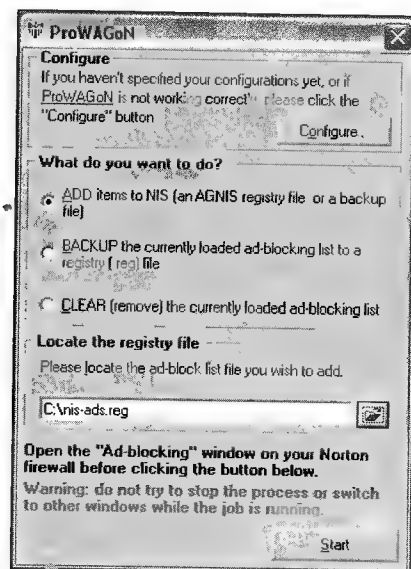 ProWAGoN
Configure
If you haven't specified your configurations yet, or if
ProWAGoN is not working correctl please click the
"Configure" button
Configure.
What do you want to do?
ADD items to NIS (an AGNIS registry file or a backup
file)
BACKUP the currently loaded ad-blocking list to a
registry [ reg) file
CLEAR (remove) the currently loaded ad-blocking list
Locate the registry file
Please locate the ad-block list file you wish to add.
C:\nis-ads.reg
Open the "Ad-blocking" window on your Norton
firewall before clicking the button below.
Warning: do not try to stop the process or switch
to other windows while the job is running.
Start